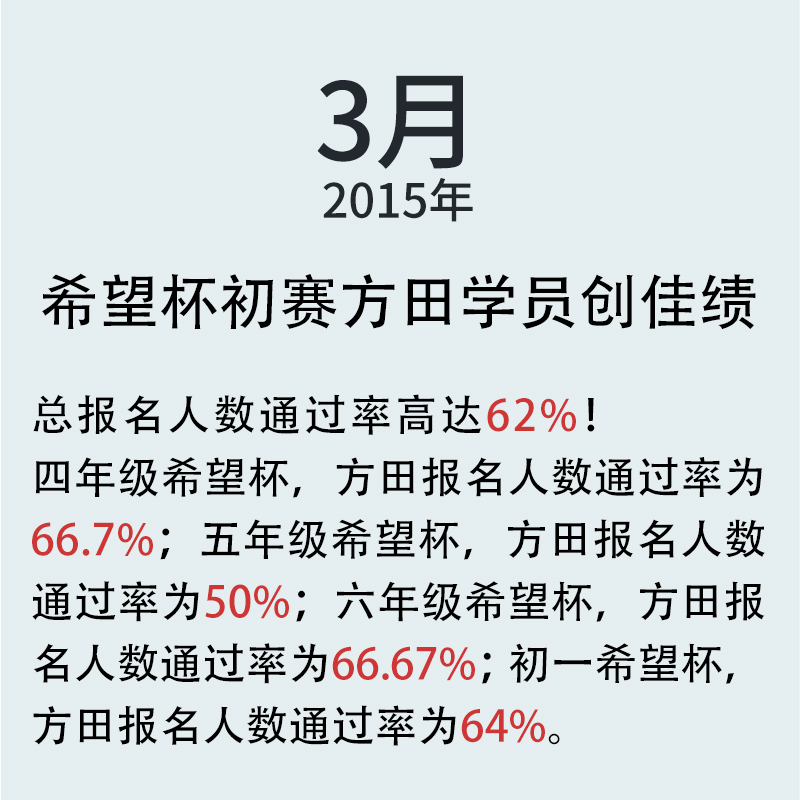 3月
2015年
希望杯初赛方田学员创佳绩
总报名人数通过率高达62%！
四年级希望杯，方田报名人数通过率为
66.7%；五年级希望杯，方田报名人数
通过率为50%；六年级希望杯，方田报
名人数通过率为66.67%；初一希望杯，
方田报名人数通过率为64%。